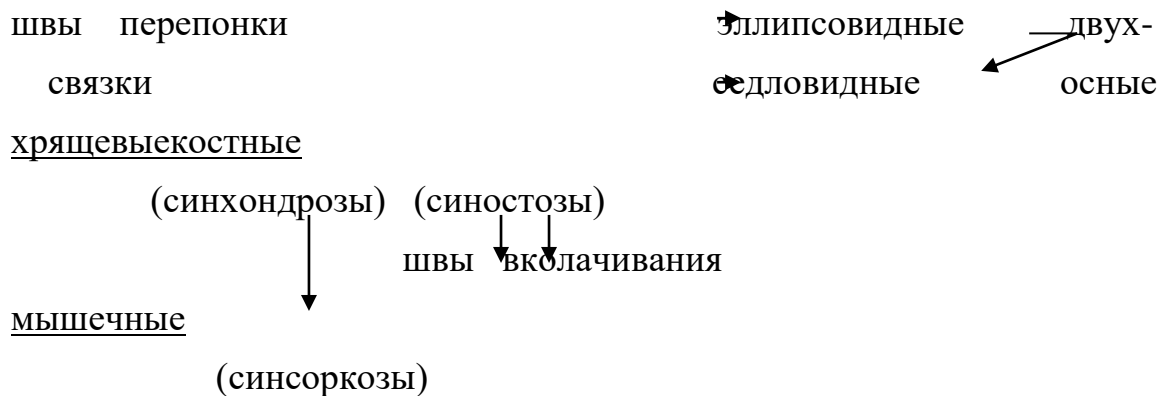 швы перепонки эллипсовидные двух-
связки седловидные осные
хрящевыекостные
(синхондрозы) (синостозы)
швы вколачивания
мышечные
(синсоркозы)